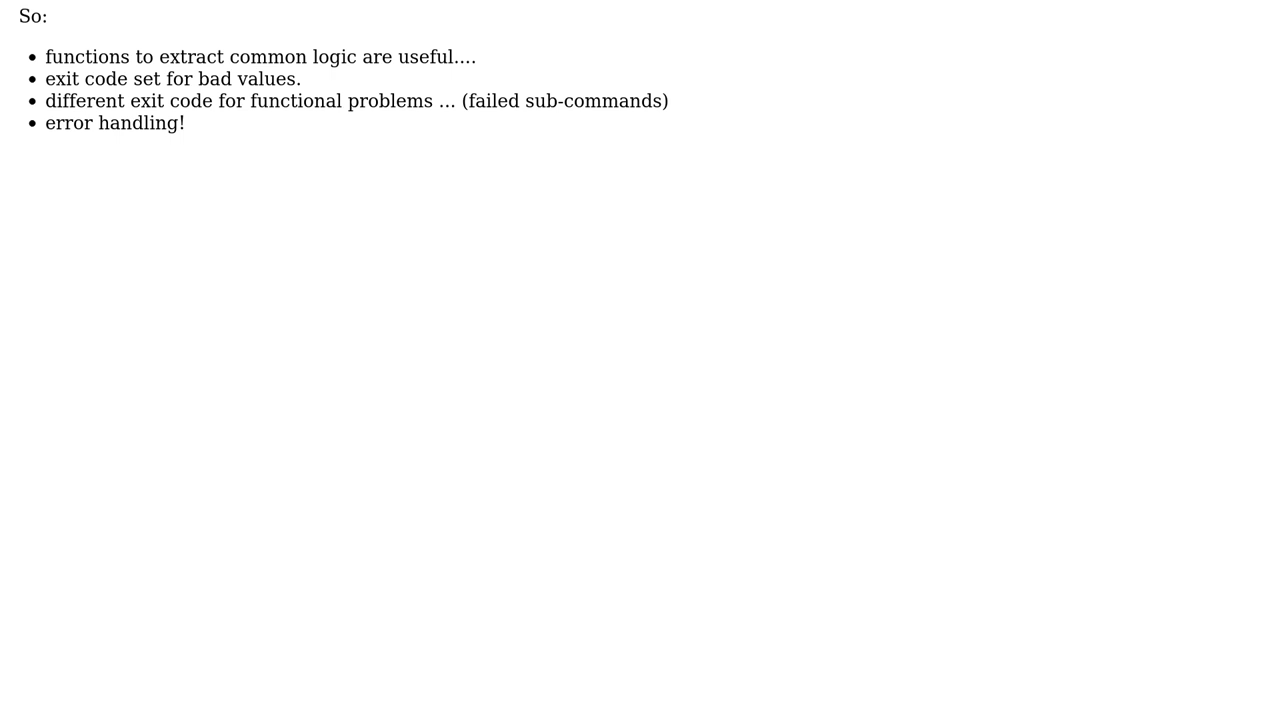 So:
• functions to extract common logic are useful....
• exit code set for bad values.
• different exit code for functional problems ... (failed sub-commands)
• error handling!